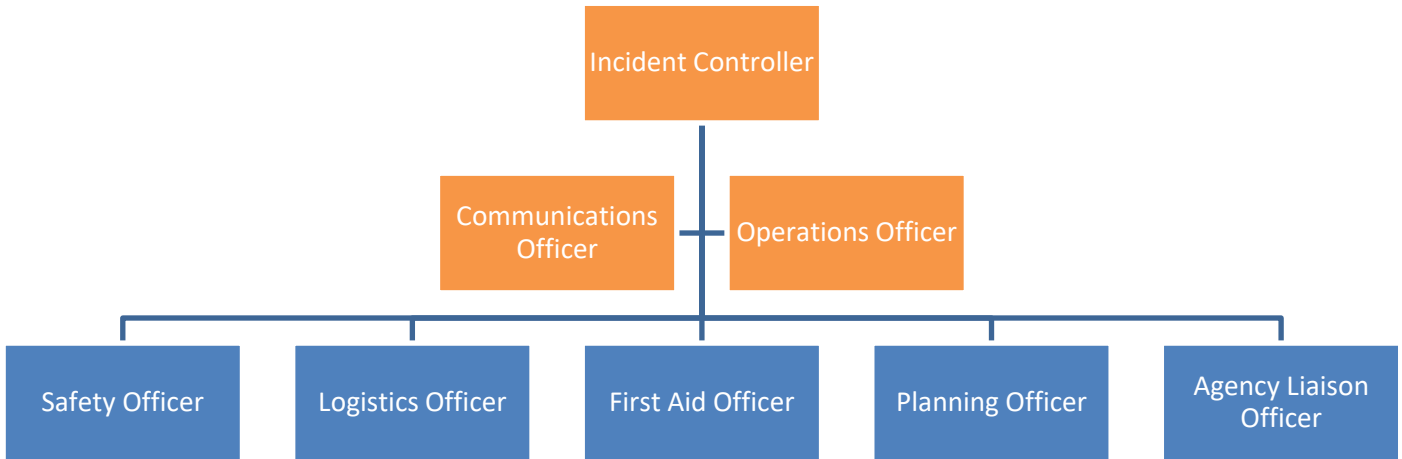 Incident Controller
Communications
Officer
Operations Officer
Safety Officer
Logistics Officer
First Aid Officer
Planning Officer
Agency Liaison
Officer